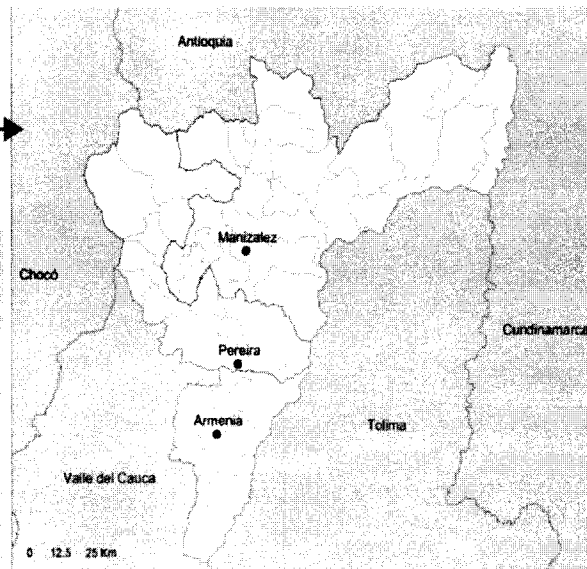 Antioquia
Manizalez
Chocó
Cundinamarca
Pereira
Armenia
Tolima
Valle del Cauca
0 12.5 25 Km